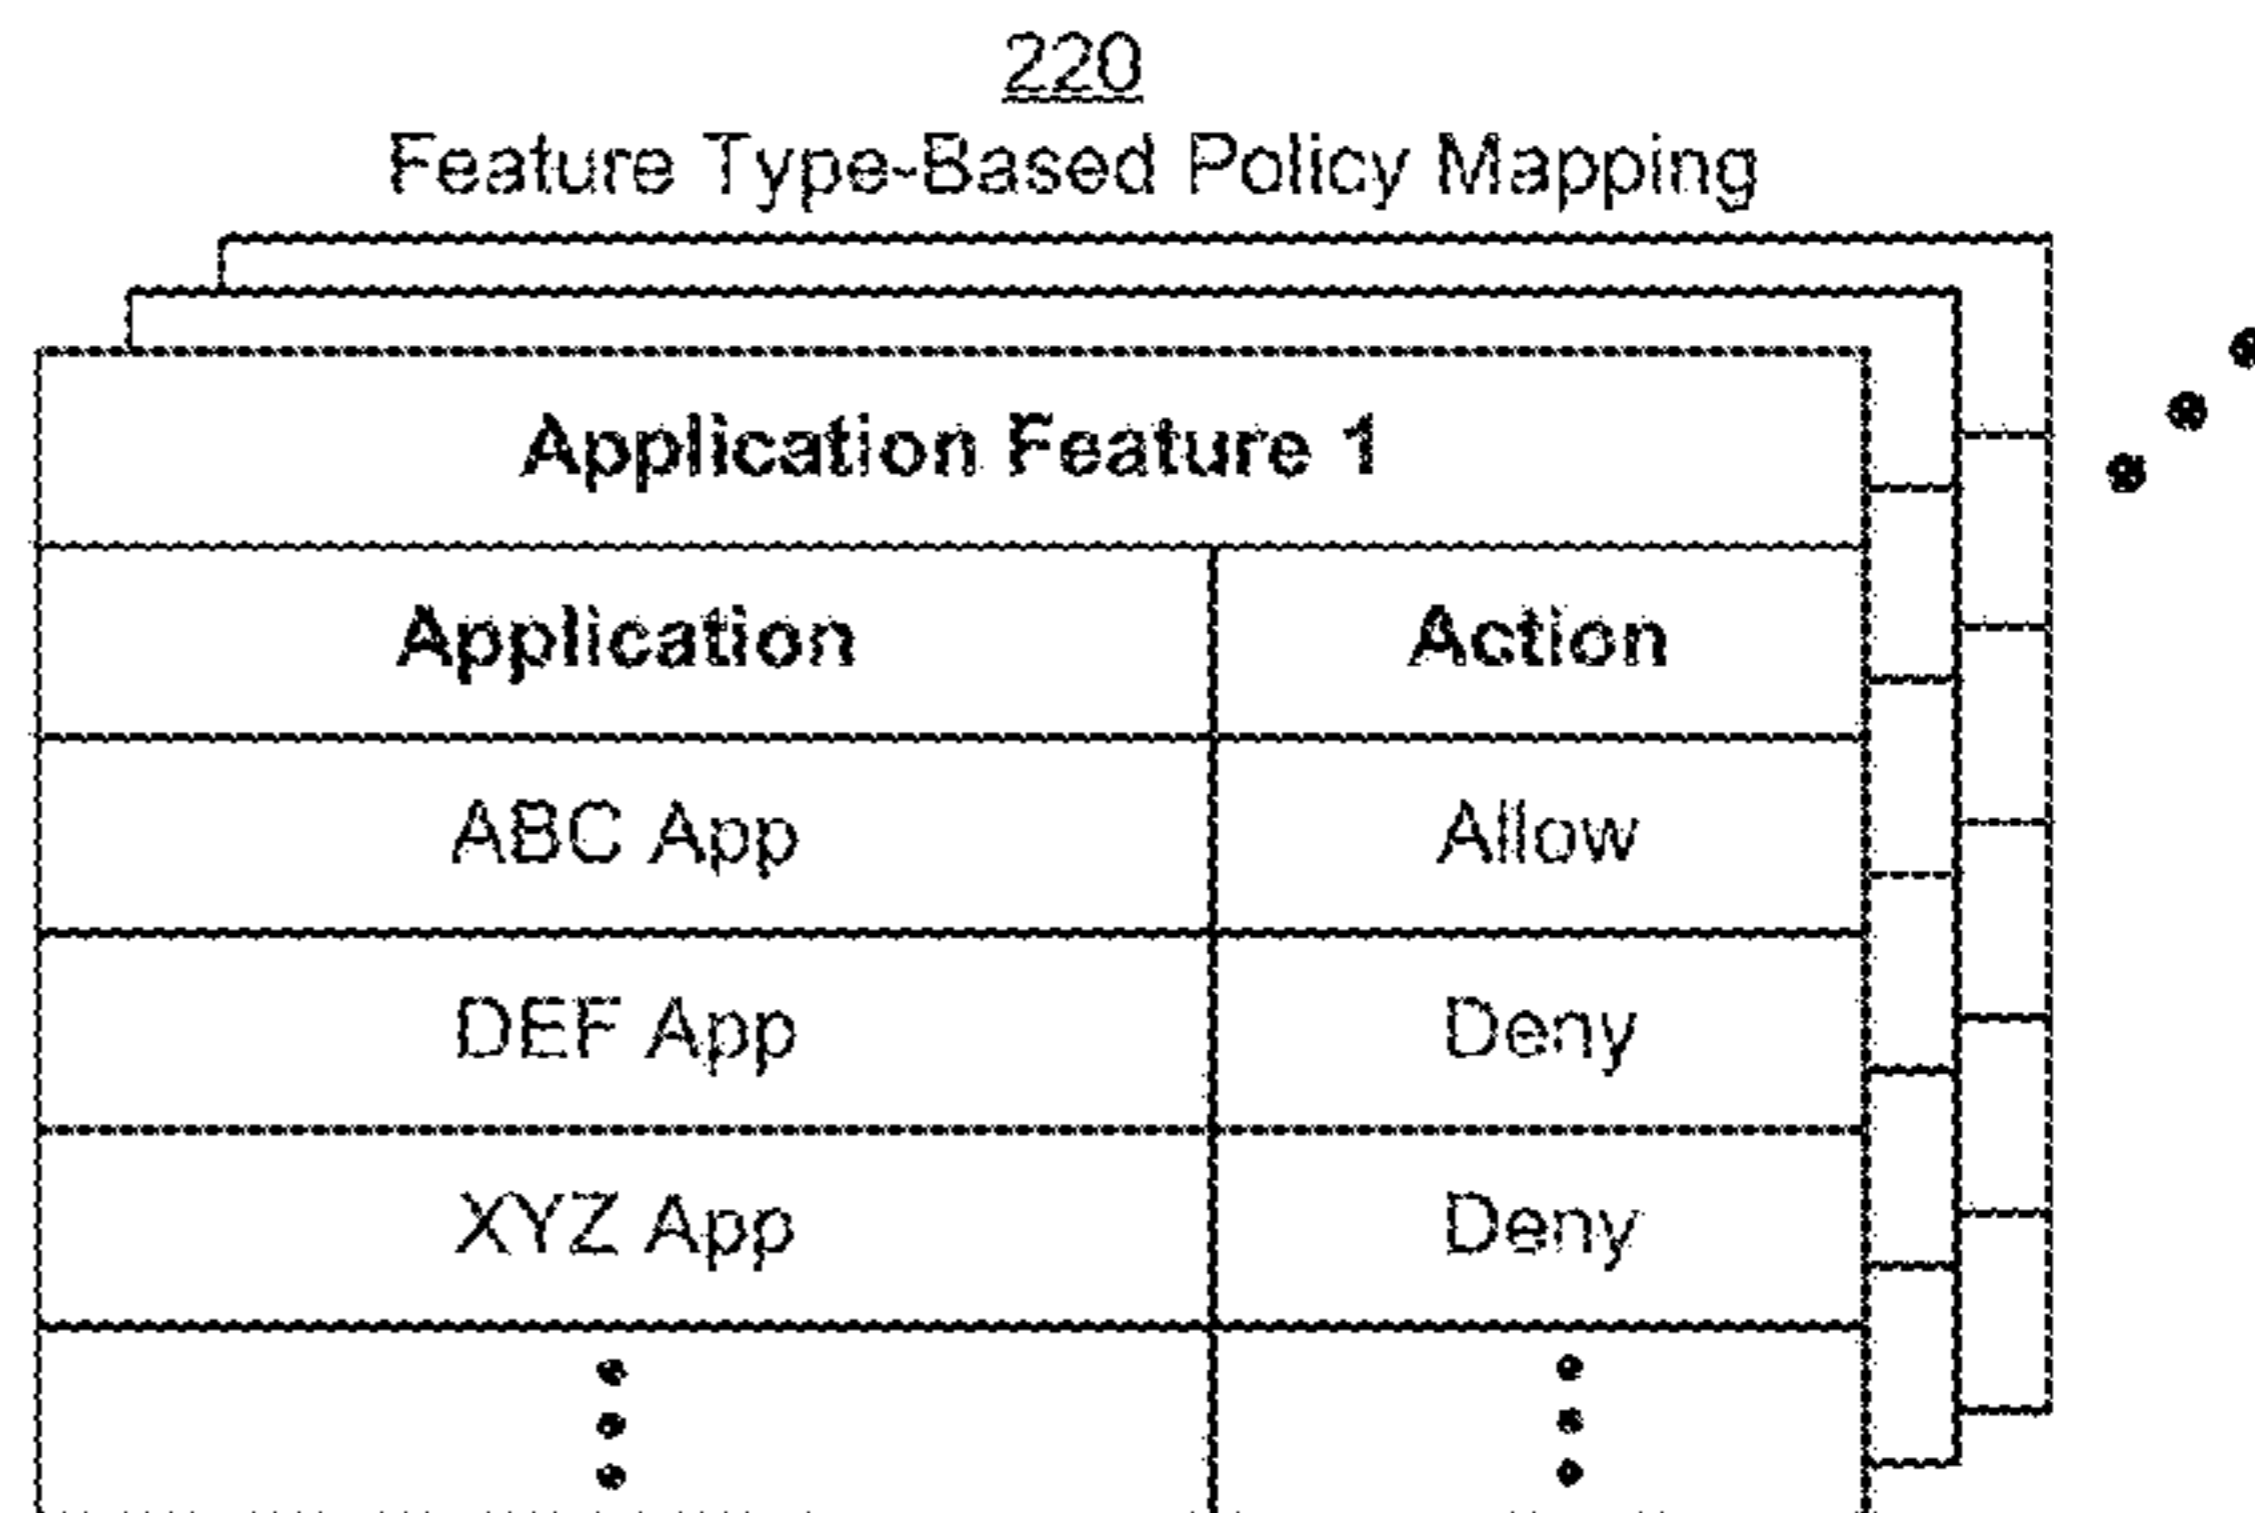 220
Feature Type-Based Policy Mapping
Application Feature 1
Application Action
ABC App Allow
DEF App Deny
XYZ App Deny